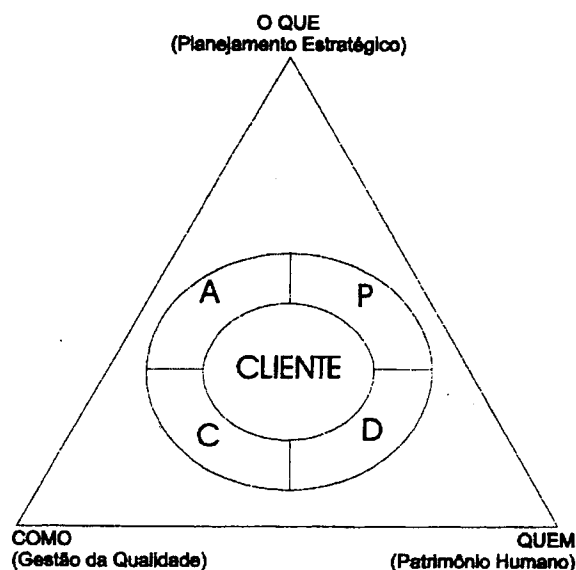 O QUE
(Planejamento Estratégico)
A P
CLIENTE
C D
COMO QUEM
(Gestão da Qualidade) (Patrimônio Humano)